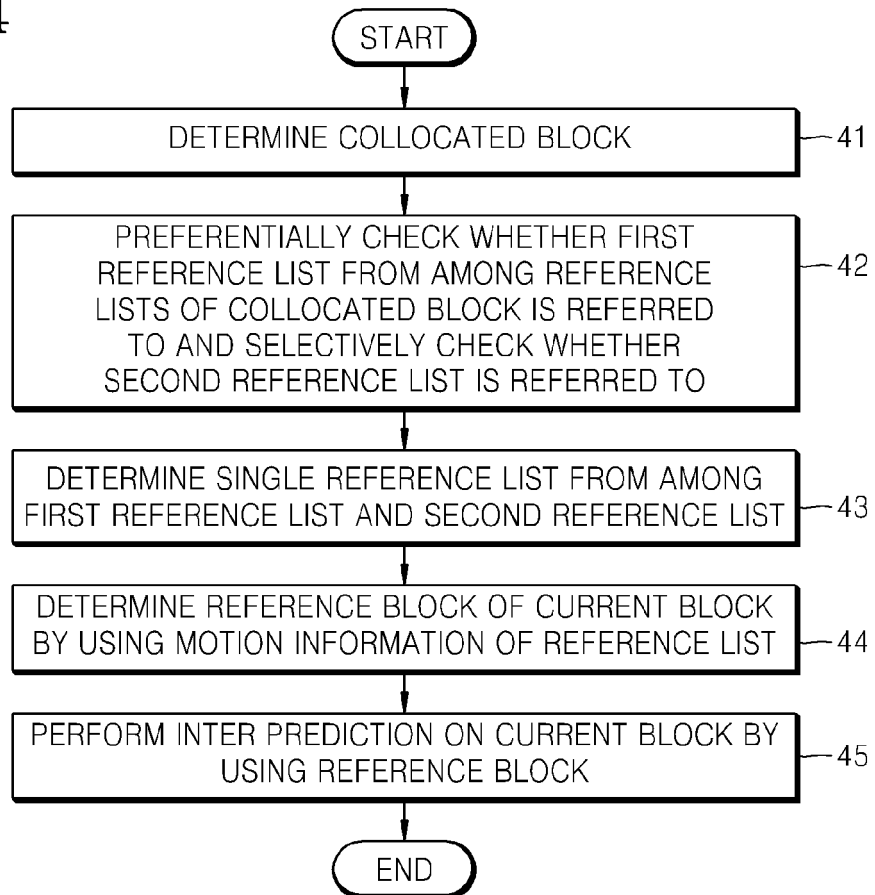 4
START
DETERMINE COLLOCATED BLOCK
41
PREFERENTIALLY CHECK WHETHER FIRST
REFERENCE LIST FROM AMONG REFERENCE
LISTS OF COLLOCATED BLOCK IS REFERRED
TO AND SELECTIVELY CHECK WHETHER
SECOND REFERENCE LIST IS REFERRED TO
42
DETERMINE SINGLE REFERENCE LIST FROM AMONG
FIRST REFERENCE LIST AND SECOND REFERENCE LIST
43
DETERMINE REFERENCE BLOCK OF CURRENT BLOCK
BY USING MOTION INFORMATION OF REFERENCE LIST
44
PERFORM INTER PREDICTION ON CURRENT BLOCK BY
USING REFERENCE BLOCK
45
END